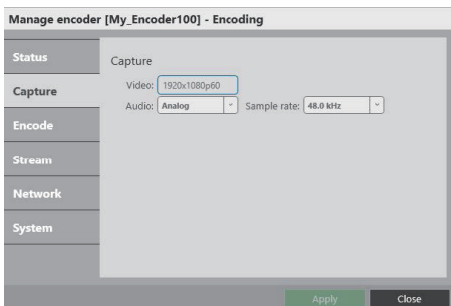 Manage encoder [My_Encoder100] - Encoding
Status
Capture
Encode
Stream
Network
System
Capture
Video: 1920x1080p60
Audio: Analog Sample rate: 48.0 kHz
Apply Close